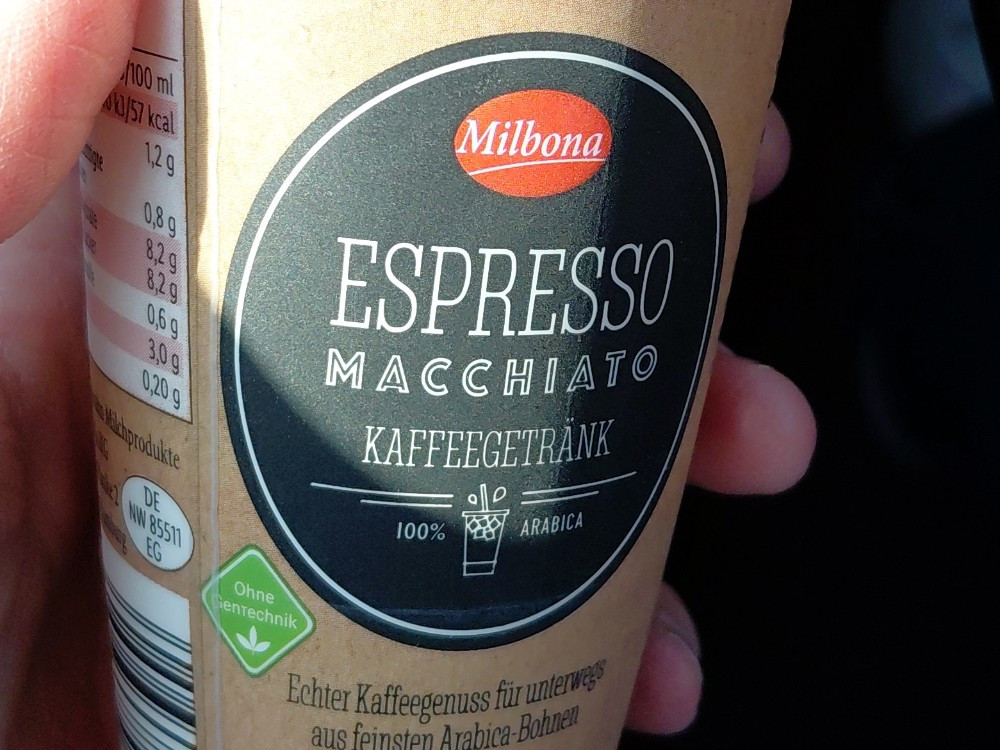 /100 ml
kJ/57 kcal
1,2 g
0,8 g
8,2 g
8,2 g
0,6 g
3,0 g
0,20 g
Milchprodukte
DE
NW 85511
EG
Milbona
ESPRESSO
MACCHIATO
KAFFEEGETRÄNK
100% ARABICA
Ohne
GenTechnik
Echter Kaffeegenuss für unterwegs
aus feinsten Arabica-Bohnen